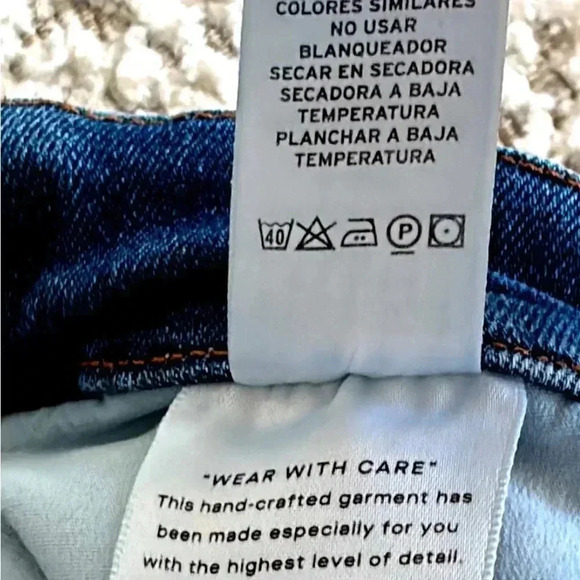 COLORES SIMILARES
NO USAR
BLANQUEADOR
SECAR EN SECADORA
SECADORA A BAJA
TEMPERATURA
PLANCHAR A BAJA
TEMPERATURA
40 P
"WEAR WITH CARE"
This hand-crafted garment has
been made especially for you
with the highest level of detail.